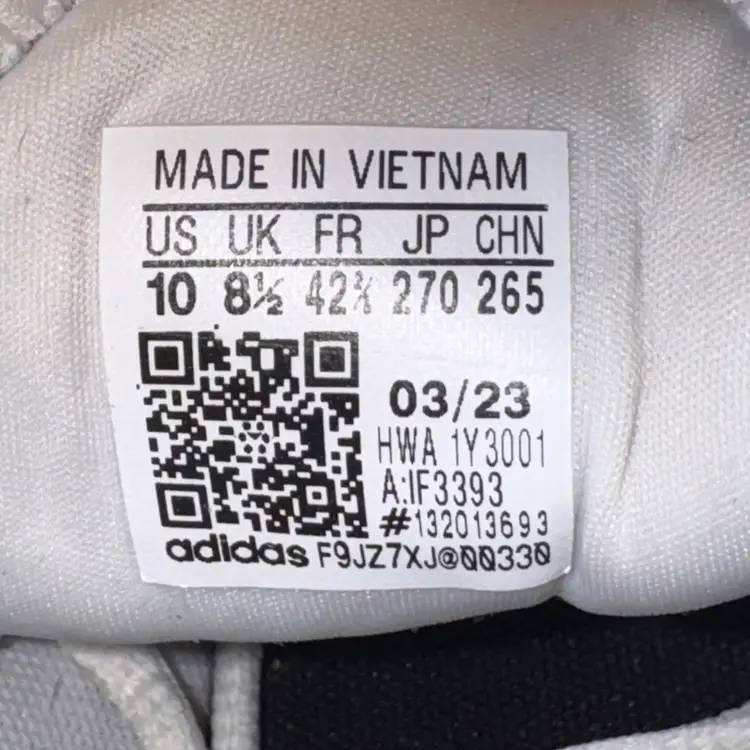 MADE IN VIETNAM
US UK FR JP CHN
10 8½ 42⅔ 270 265
03/23
HWA 1Y3001
A:IF3393
#132013693
adidas F9JZ7XJ@00330